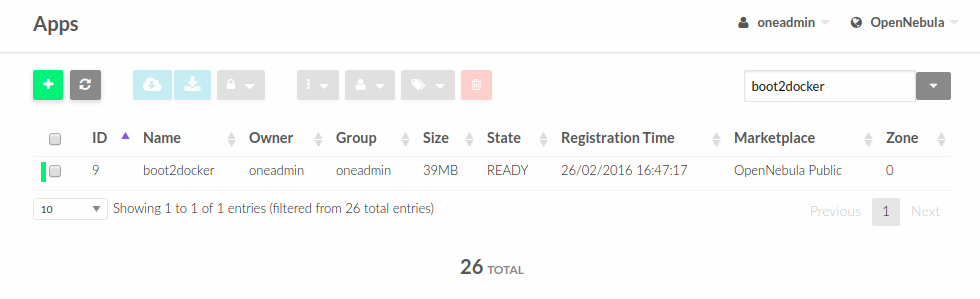 Apps
oneadmin OpenNebula
boot2docker
ID Name Owner Group Size State Registration Time Marketplace Zone
9 boot2docker oneadmin oneadmin 39MB READY 26/02/2016 16:47:17 OpenNebula Public 0
10 Showing 1 to 1 of 1 entries (filtered from 26 total entries) Previous 1 Next
26 TOTAL